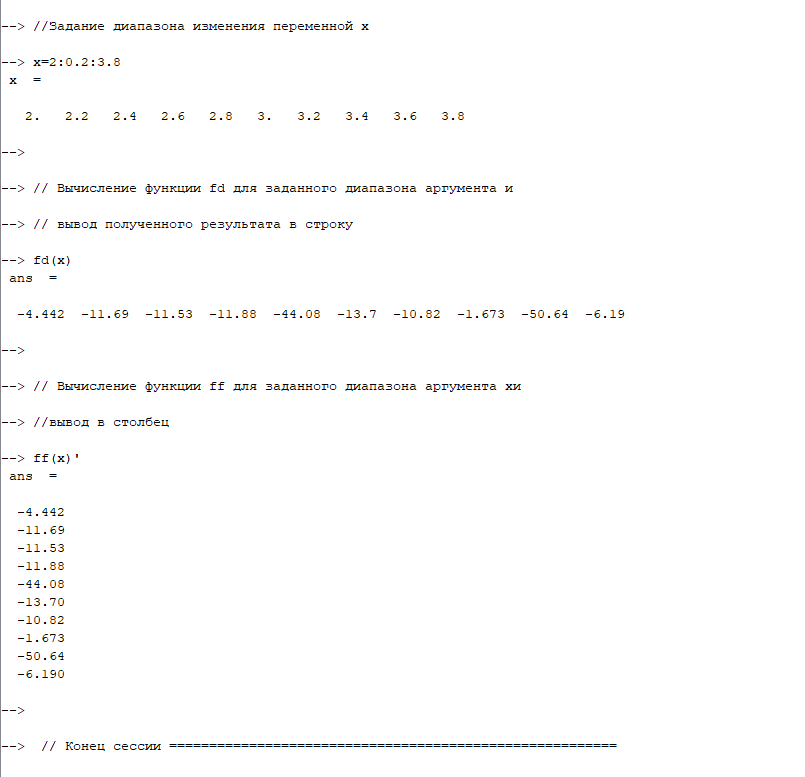 --> //Задание диапазона изменения переменной x
--> x=2:0.2:3.8
x  =
2.   2.2   2.4   2.6   2.8   3.   3.2   3.4   3.6   3.8
-->
--> // Вычисление функции fd для заданного диапазона аргумента и
--> // вывод полученного результата в строку
--> fd(x)
ans  =
-4.442  -11.69  -11.53  -11.88  -44.08  -13.7  -10.82  -1.673  -50.64  -6.19
-->
--> // Вычисление функции ff для заданного диапазона аргумента xи
--> //вывод в столбец
--> ff(x)'
ans  =
-4.442
-11.69
-11.53
-11.88
-44.08
-13.70
-10.82
-1.673
-50.64
-6.190
-->
-->  // Конец сессии ========================================================